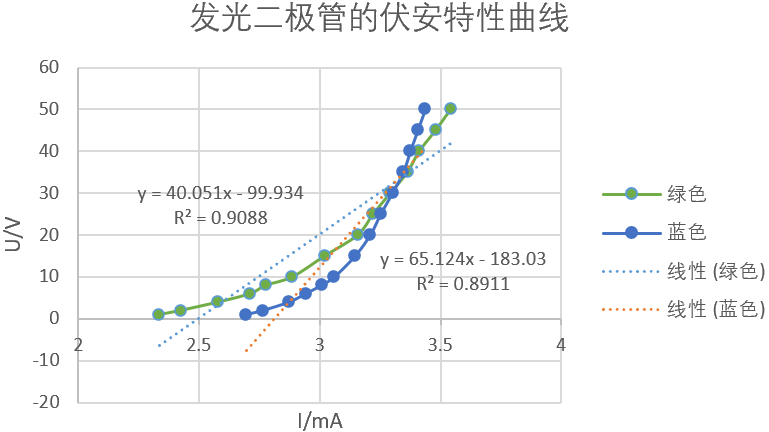 发光二极管的伏安特性曲线
60
50
40
30
20
10
0
-10
-20
2
2.5
3
3.5
4
U/V
I/mA
y = 40.051x - 99.934
R² = 0.9088
y = 65.124x - 183.03
R² = 0.8911
绿色
蓝色
线性 (绿色)
线性 (蓝色)